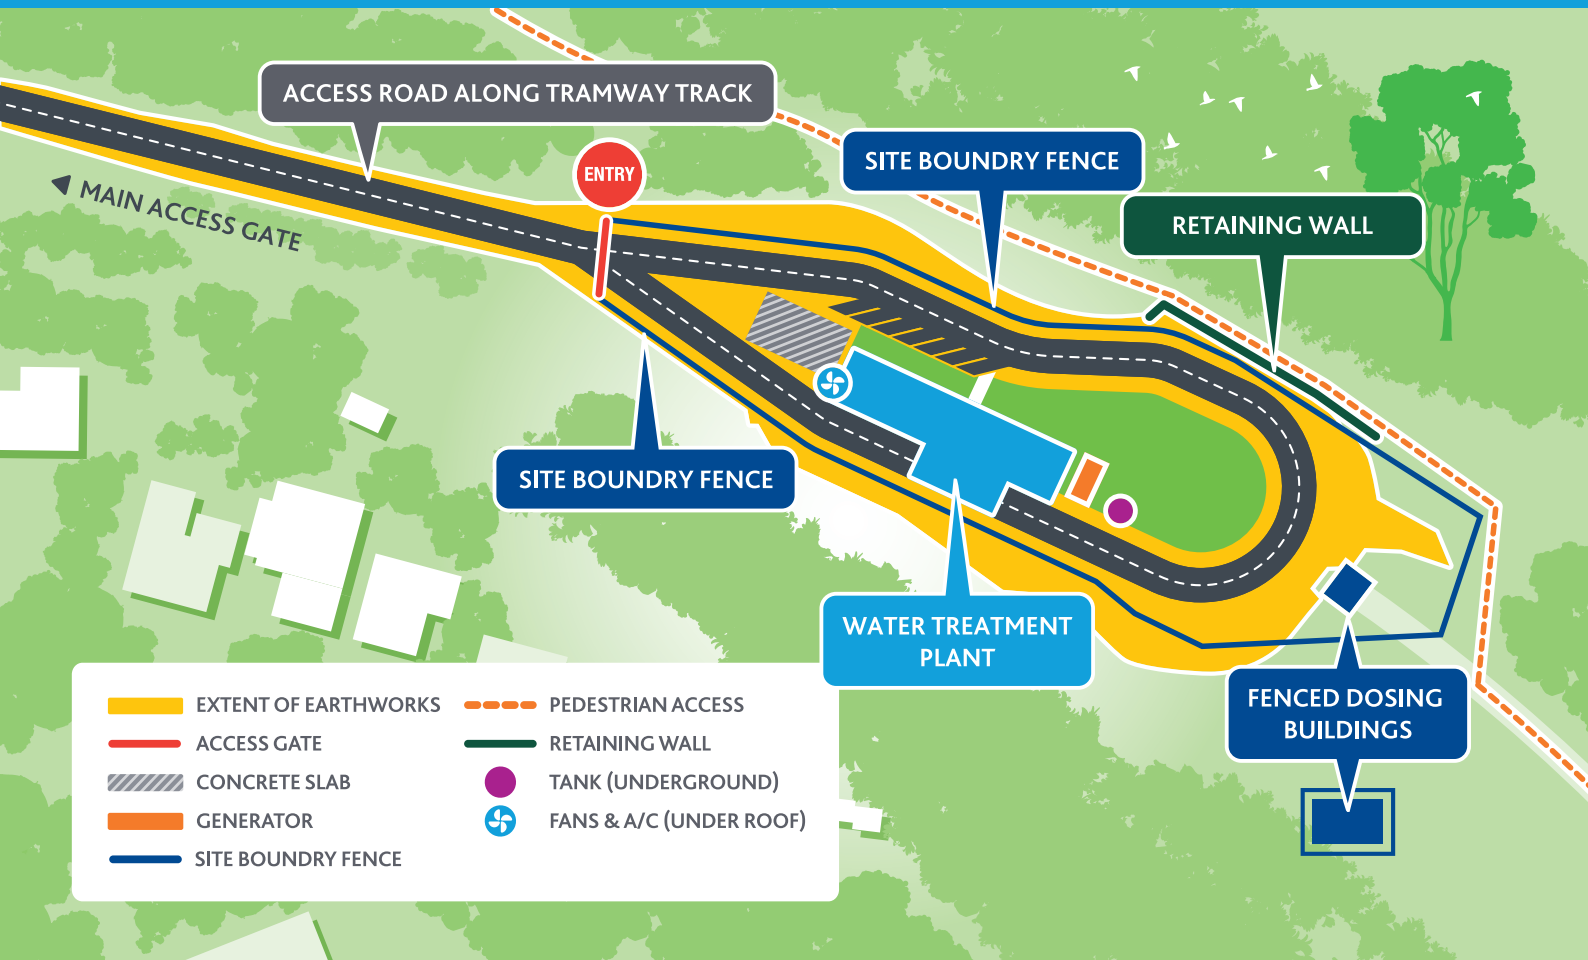 ACCESS ROAD ALONG TRAMWAY TRACK
ENTRY
SITE BOUNDRY FENCE
MAIN ACCESS GATE
RETAINING WALL
SITE BOUNDRY FENCE
WATER TREATMENT
PLANT
FENCED DOSING
BUILDINGS
EXTENT OF EARTHWORKS
ACCESS GATE
CONCRETE SLAB
GENERATOR
SITE BOUNDRY FENCE
PEDESTRIAN ACCESS
RETAINING WALL
TANK (UNDERGROUND)
FANS & A/C (UNDER ROOF)